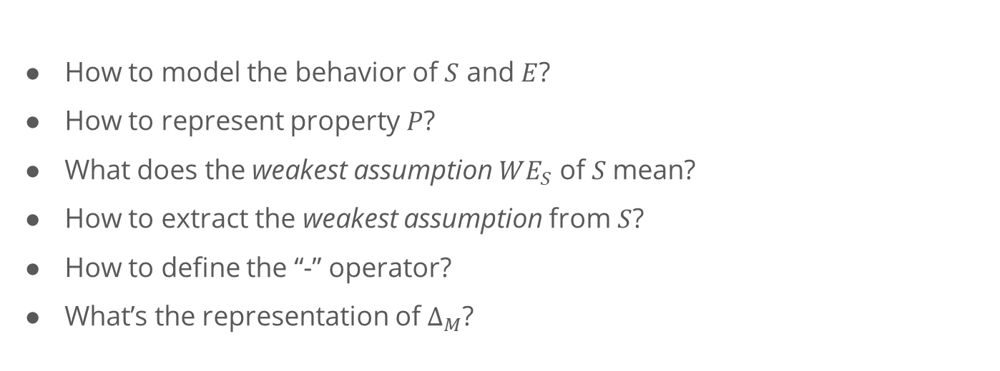 ● How to model the behavior of S and E?
● How to represent property P?
● What does the weakest assumption WE_S of S mean?
● How to extract the weakest assumption from S?
● How to define the “-” operator?
● What’s the representation of Δ_M?